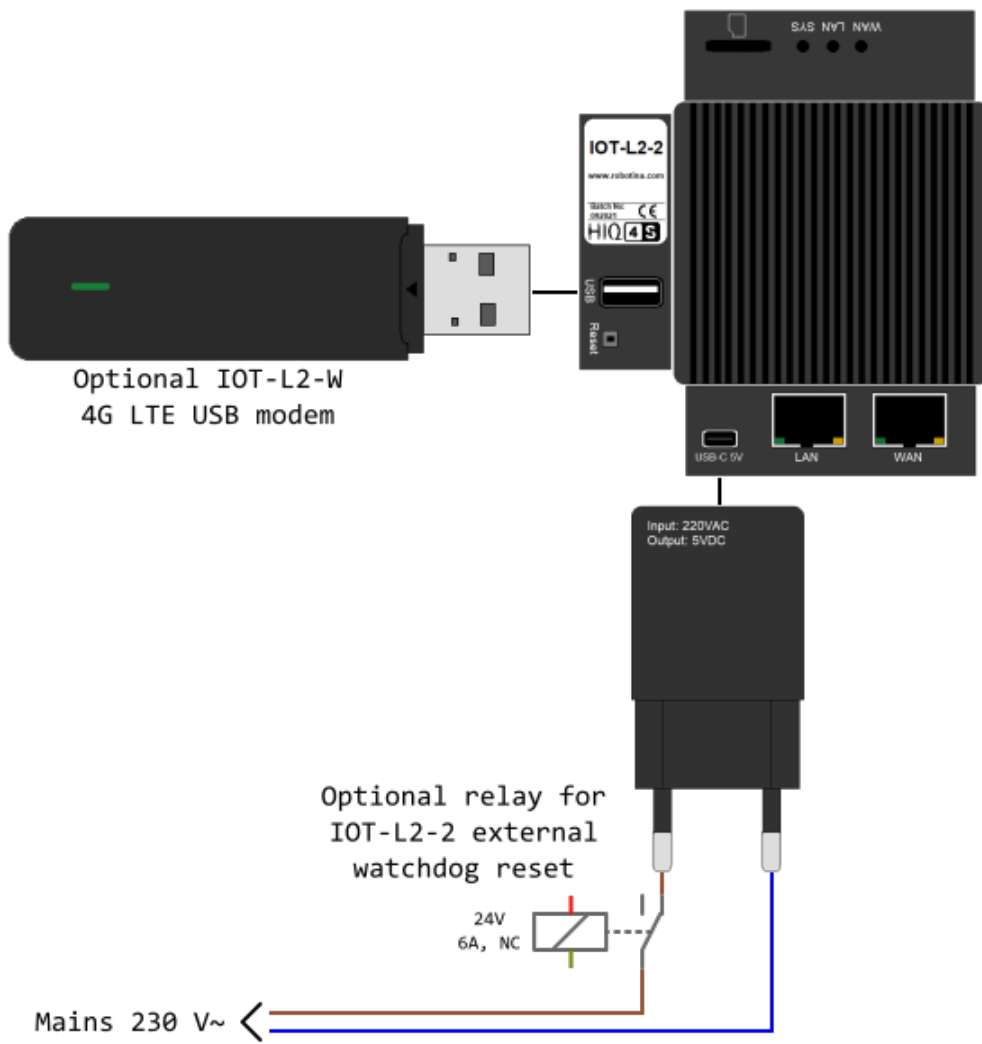 SYS LAN WAN
IOT-L2-2
www.robotina.com
Batch No:
092021
CE
HIQ 4S
USB
Reset
Optional IOT-L2-W
4G LTE USB modem
USB-C 5V
LAN
WAN
Input: 220VAC
Output: 5VDC
Optional relay for
IOT-L2-2 external
watchdog reset
24V
6A, NC
Mains 230 V~